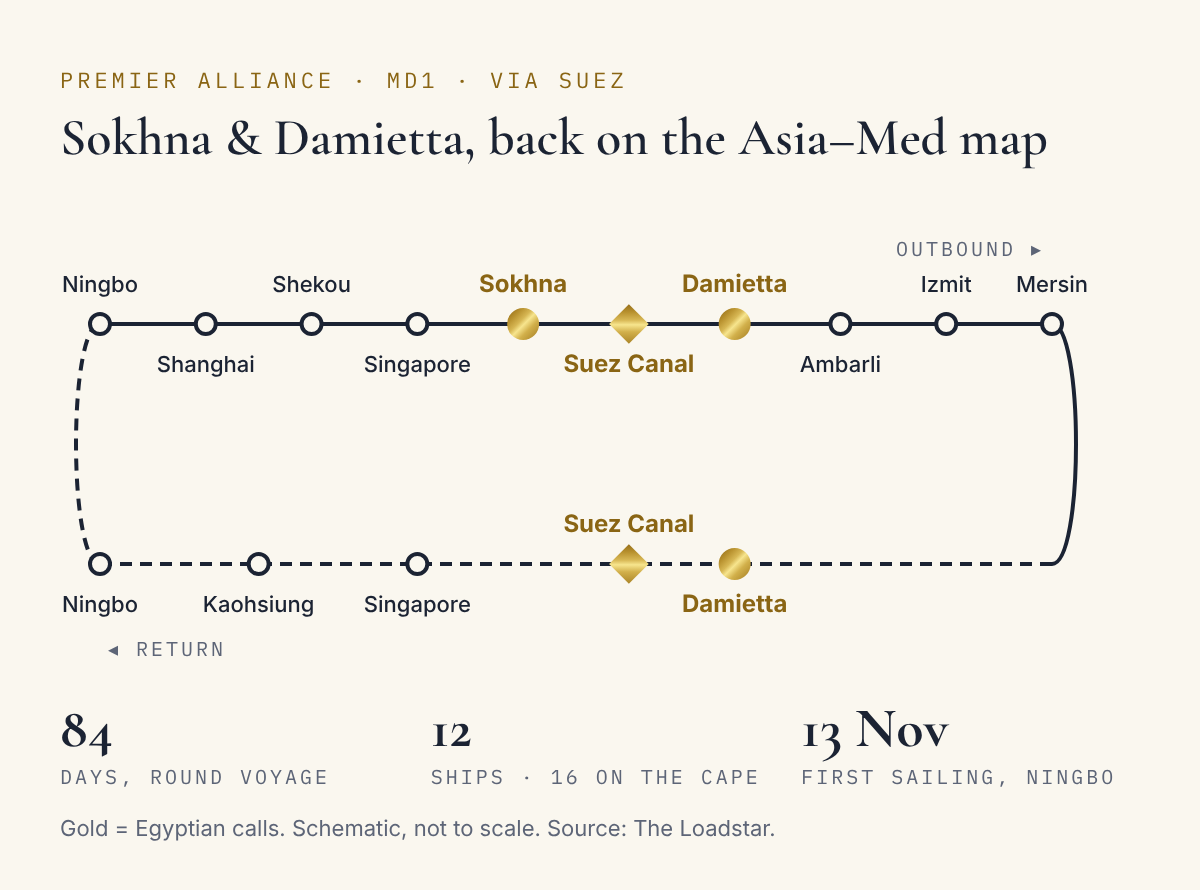 PREMIER ALLIANCE · MD1 · VIA SUEZ
Sokhna & Damietta, back on the Asia–Med map
OUTBOUND ►
Ningbo Shekou Sokhna Damietta Izmit Mersin
Shanghai Singapore Suez Canal Ambarli
Suez Canal
Ningbo Kaohsiung Singapore Damietta
◄ RETURN
84 12 13 Nov
DAYS, ROUND VOYAGE SHIPS · 16 ON THE CAPE FIRST SAILING, NINGBO
Gold = Egyptian calls. Schematic, not to scale. Source: The Loadstar.